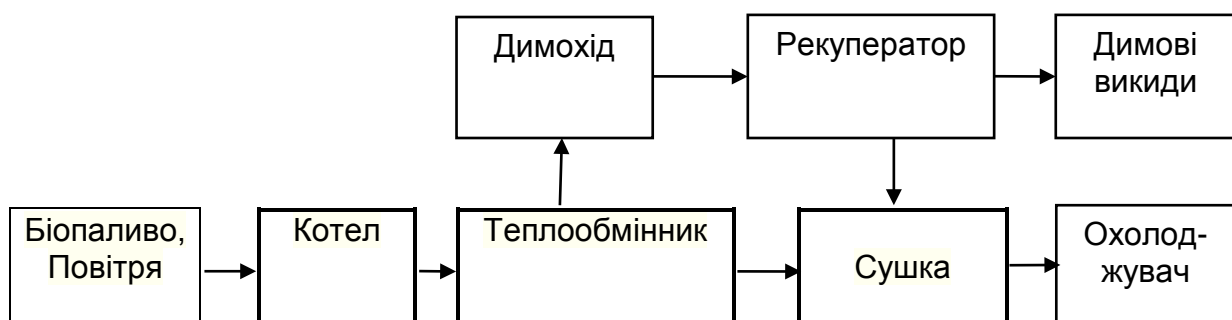 Димохід
Рекуператор
Димові
викиди
Біопаливо,
Повітря
Котел
Теплообмінник
Сушка
Охолод-
жувач